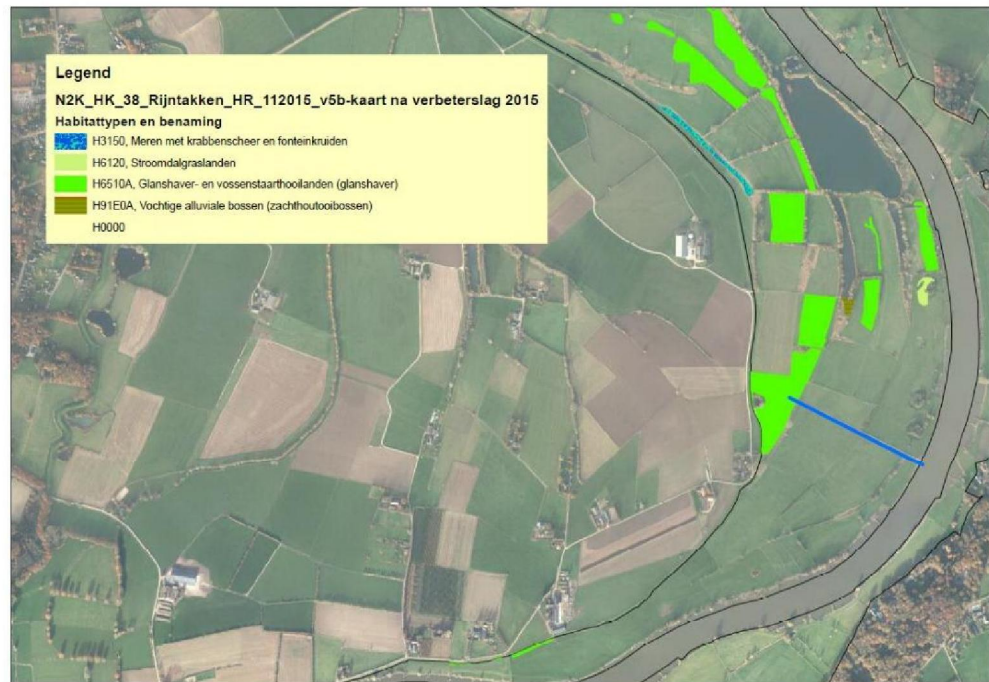 Legend
N2K_HK_38_Rijntakken_HR_112015_v5b-kaart na verbeterslag 2015
Habitattypen en benaming
H3150, Meren met krabbenscheer en fonteinkruiden
H6120, Stroomdalgraslanden
H6510A, Glanshaver- en vossenstaarthooilanden (glanshaver)
H91E0A, Vochtige alluviale bossen (zachthoutooibossen)
H0000